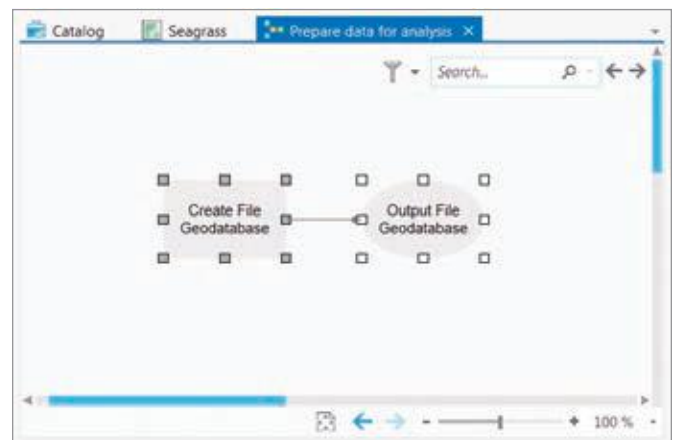 Catalog
Seagrass
Prepare data for analysis
Search...
Create File
Geodatabase
Output File
Geodatabase
100 %